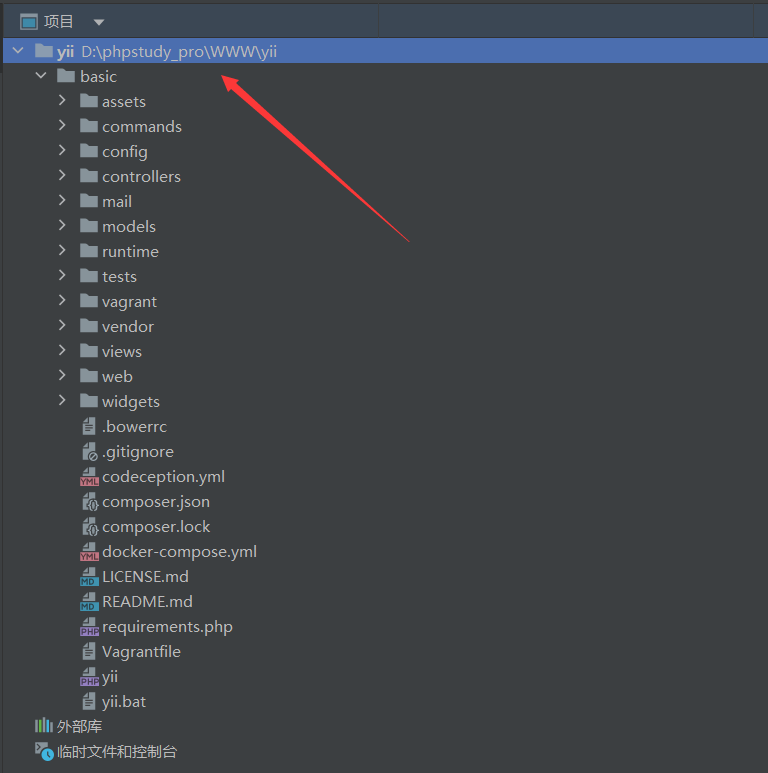 项目
yii D:\phpstudy_pro\WWW\yii
basic
assets
commands
config
controllers
mail
models
runtime
tests
vagrant
vendor
views
web
widgets
.bowerrc
.gitignore
YML codeception.yml
composer.json
composer.lock
YML docker-compose.yml
MD LICENSE.md
MD README.md
PHP requirements.php
Vagrantfile
PHP yii
yii.bat
外部库
临时文件和控制台